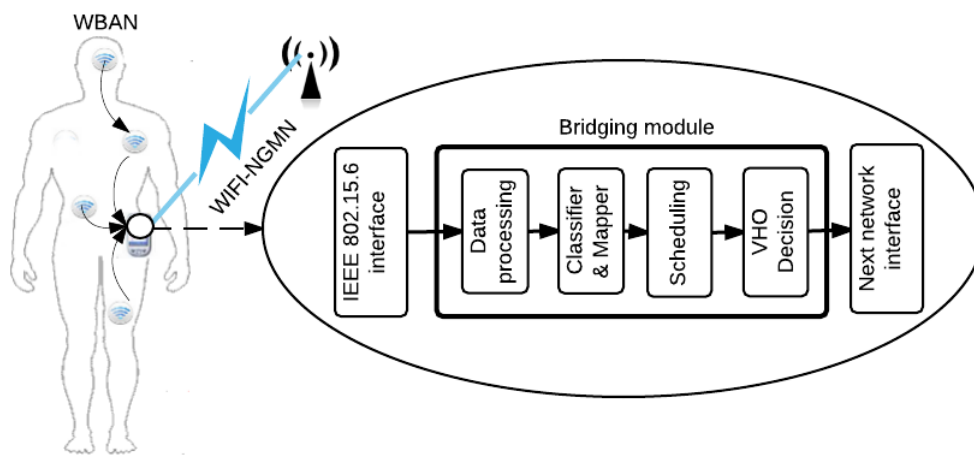 WBAN
WIFI-NGMN
Bridging module
IEEE 802.15.6
interface
Data
processing
Classifier
& Mapper
Scheduling
VHO
Decision
Next network
interface